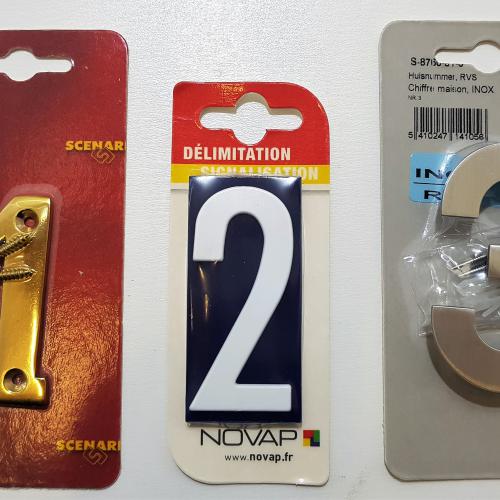 SCENARI
1
SCENARI
DÉLIMITATION
SIGNALISATION
2
NOVAP
www.novap.fr
Huisnummer, RVS
Chiffre maison, INOX
NR. 3
5 410247 141056
3